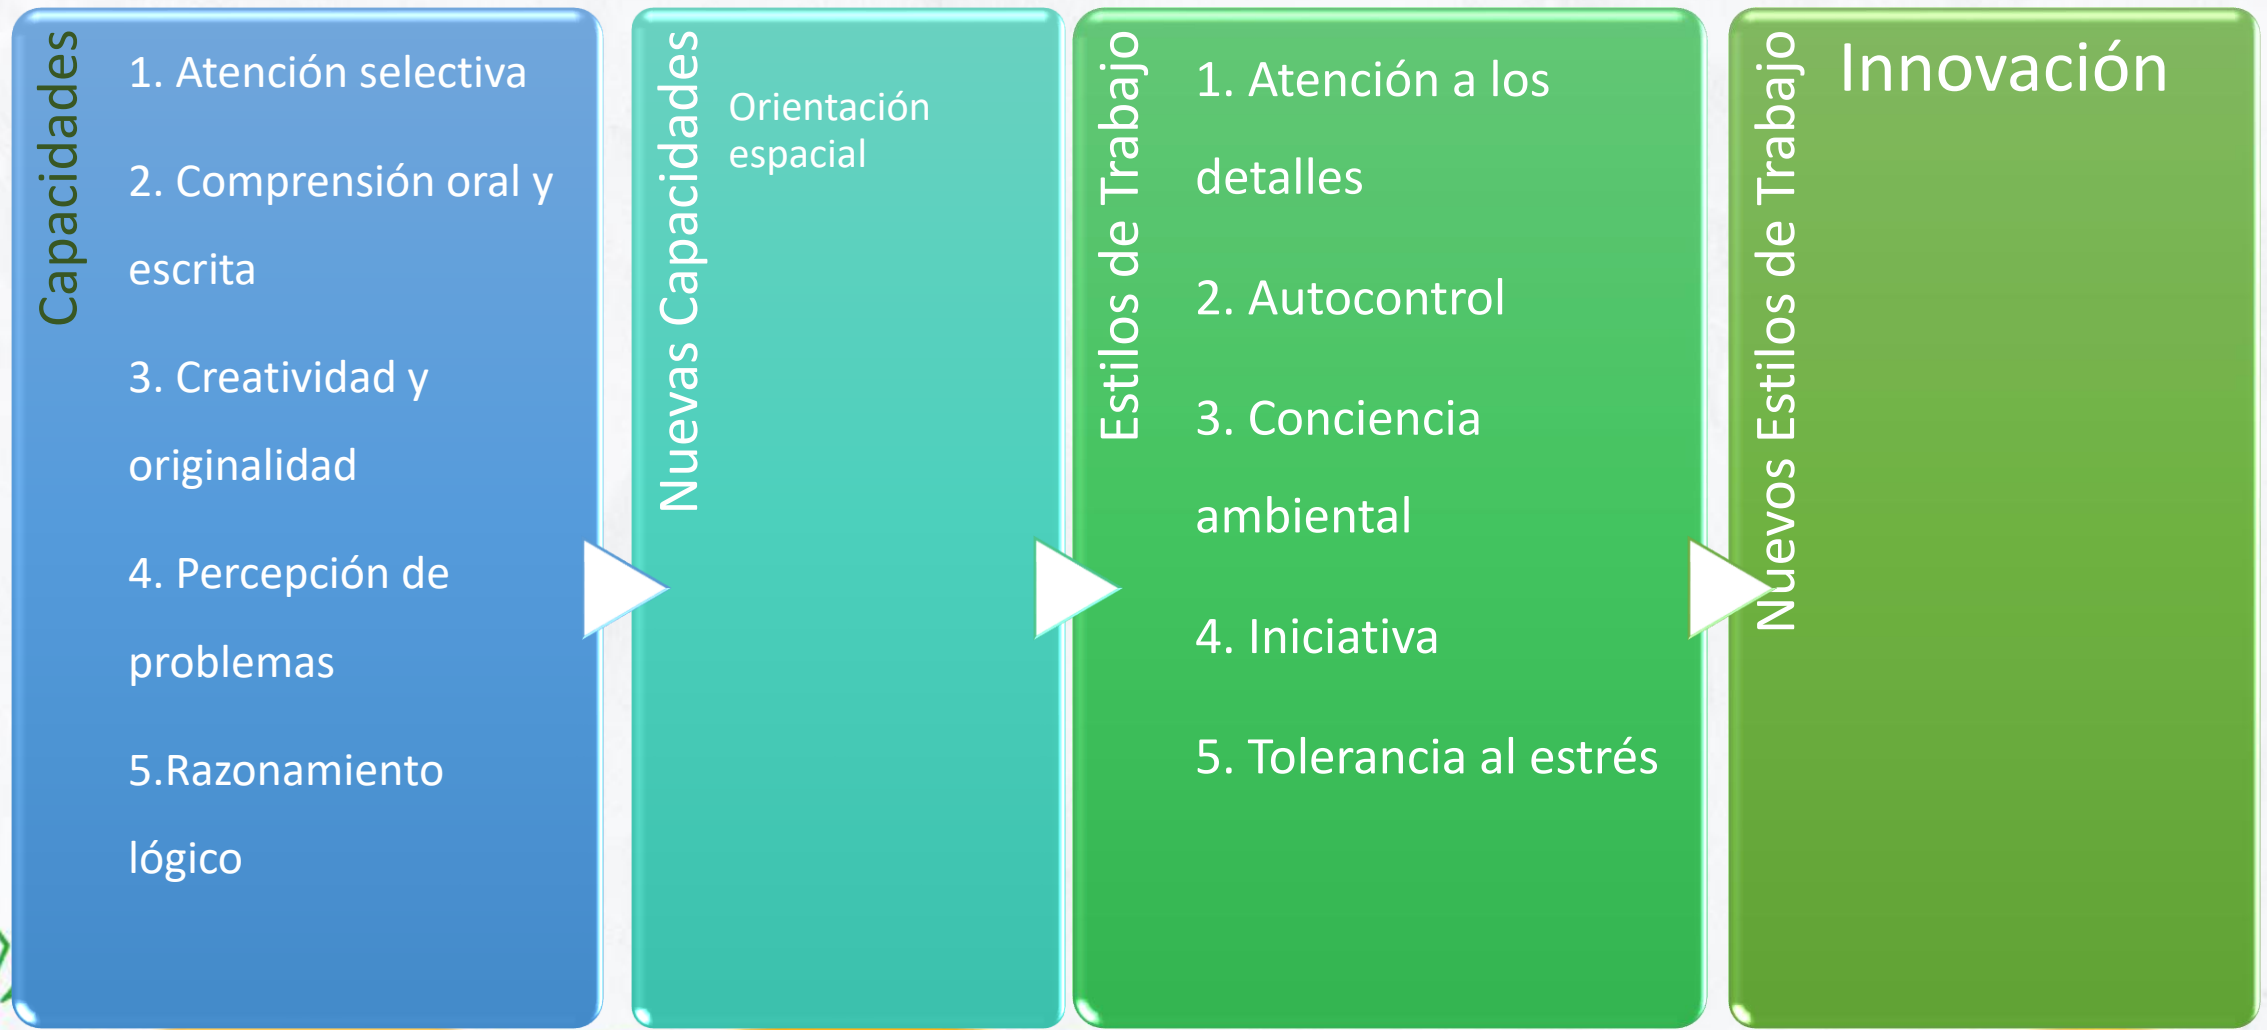 Capacidades
1. Atención selectiva
2. Comprensión oral y
escrita
3. Creatividad y
originalidad
4. Percepción de
problemas
5.Razonamiento
lógico
Nuevas Capacidades
Orientación
espacial
Estilos de Trabajo
1. Atención a los
detalles
2. Autocontrol
3. Conciencia
ambiental
4. Iniciativa
5. Tolerancia al estrés
Nuevos Estilos de Trabajo
Innovación